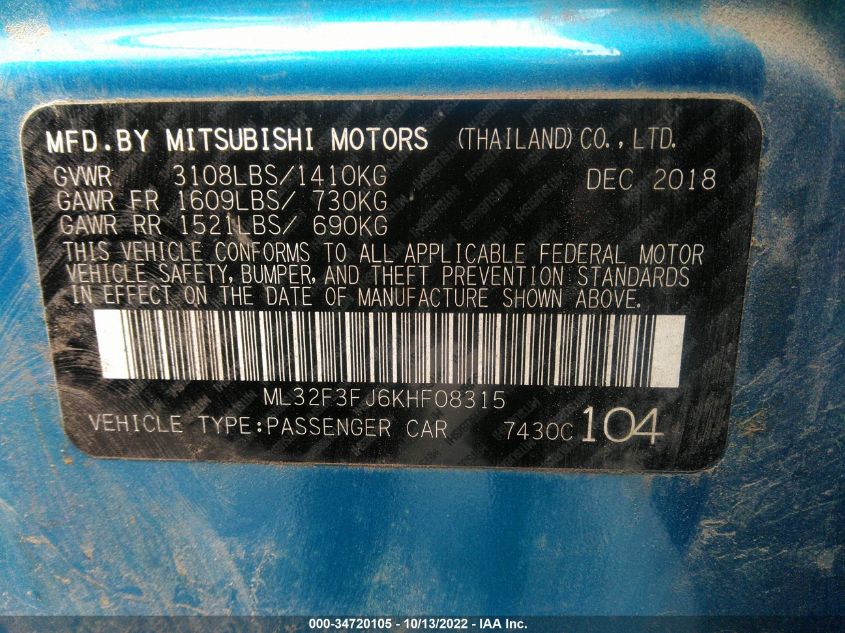 MFD.BY MITSUBISHI MOTORS (THAILAND) CO.,LTD.
GVWR 3108LBS/1410KG DEC 2018
GAWR FR 1609LBS/ 730KG
GAWR RR 1521LBS/ 690KG
THIS VEHICLE CONFORMS TO ALL APPLICABLE FEDERAL MOTOR
VEHICLE SAFETY, BUMPER, AND THEFT PREVENTION STANDARDS
IN EFFECT ON THE DATE OF MANUFACTURE SHOWN ABOVE.
ML32F3FJ6KHF08315
VEHICLE TYPE:PASSENGER CAR 7430C 104
000-34720105 - 10/13/2022 - IAA Inc.